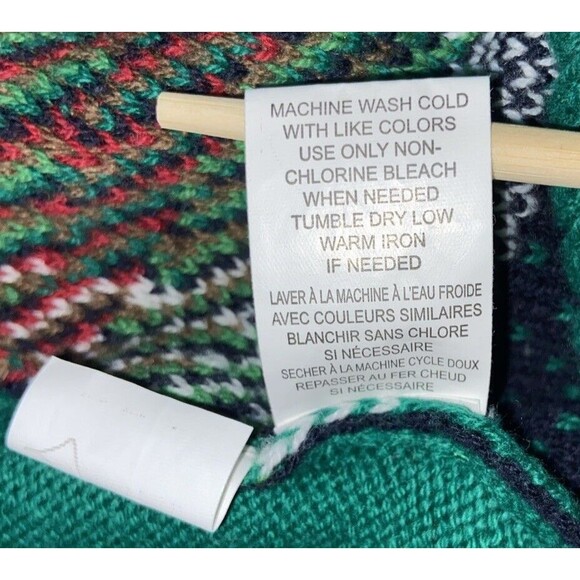 MACHINE WASH COLD
WITH LIKE COLORS
USE ONLY NON-
CHLORINE BLEACH
WHEN NEEDED
TUMBLE DRY LOW
WARM IRON
IF NEEDED
LAVER À LA MACHINE À L'EAU FROIDE
AVEC COULEURS SIMILAIRES
BLANCHIR SANS CHLORE
SI NÉCESSAIRE
SECHER À LA MACHINE CYCLE DOUX
REPASSER AU FER CHEUD
SI NÉCESSAIRE